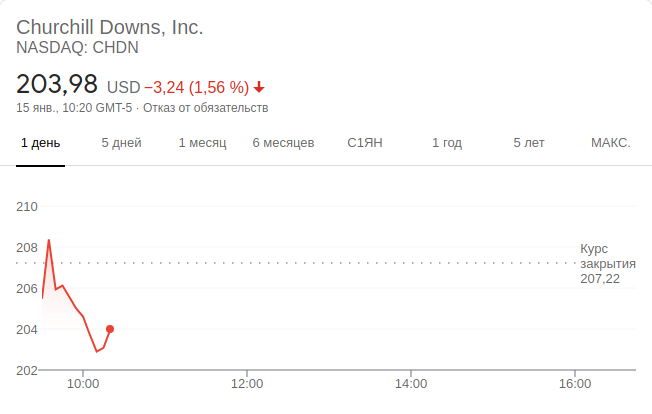 Churchill Downs, Inc.
NASDAQ: CHDN
203,98 USD −3,24 (1,56 %)
15 янв., 10:20 GMT-5 · Отказ от обязательств
1 день 5 дней 1 месяц 6 месяцев С1ЯН 1 год 5 лет МАКС.
210
208
206
204
202
Курс
закрытия
207,22
10:00 12:00 14:00 16:00